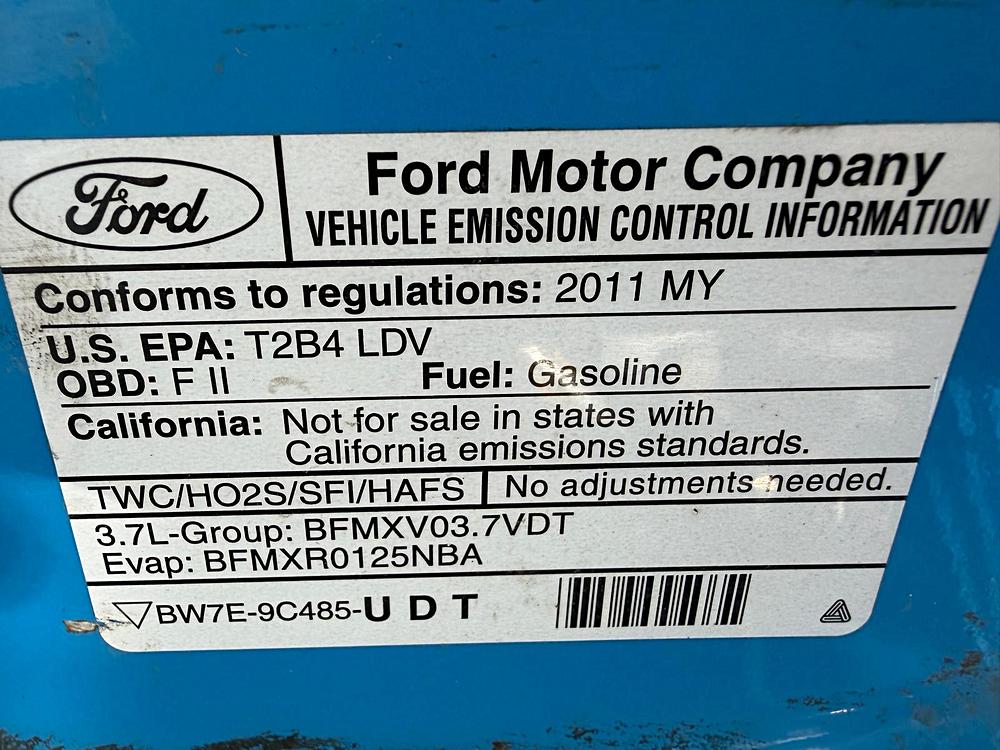 Ford
Ford Motor Company
VEHICLE EMISSION CONTROL INFORMATION
Conforms to regulations: 2011 MY
U.S. EPA: T2B4 LDV
OBD: F II Fuel: Gasoline
California: Not for sale in states with
California emissions standards.
TWC/HO2S/SFI/HAFS No adjustments needed.
3.7L-Group: BFMXV03.7VDT
Evap: BFMXR0125NBA
BW7E-9C485-U D T